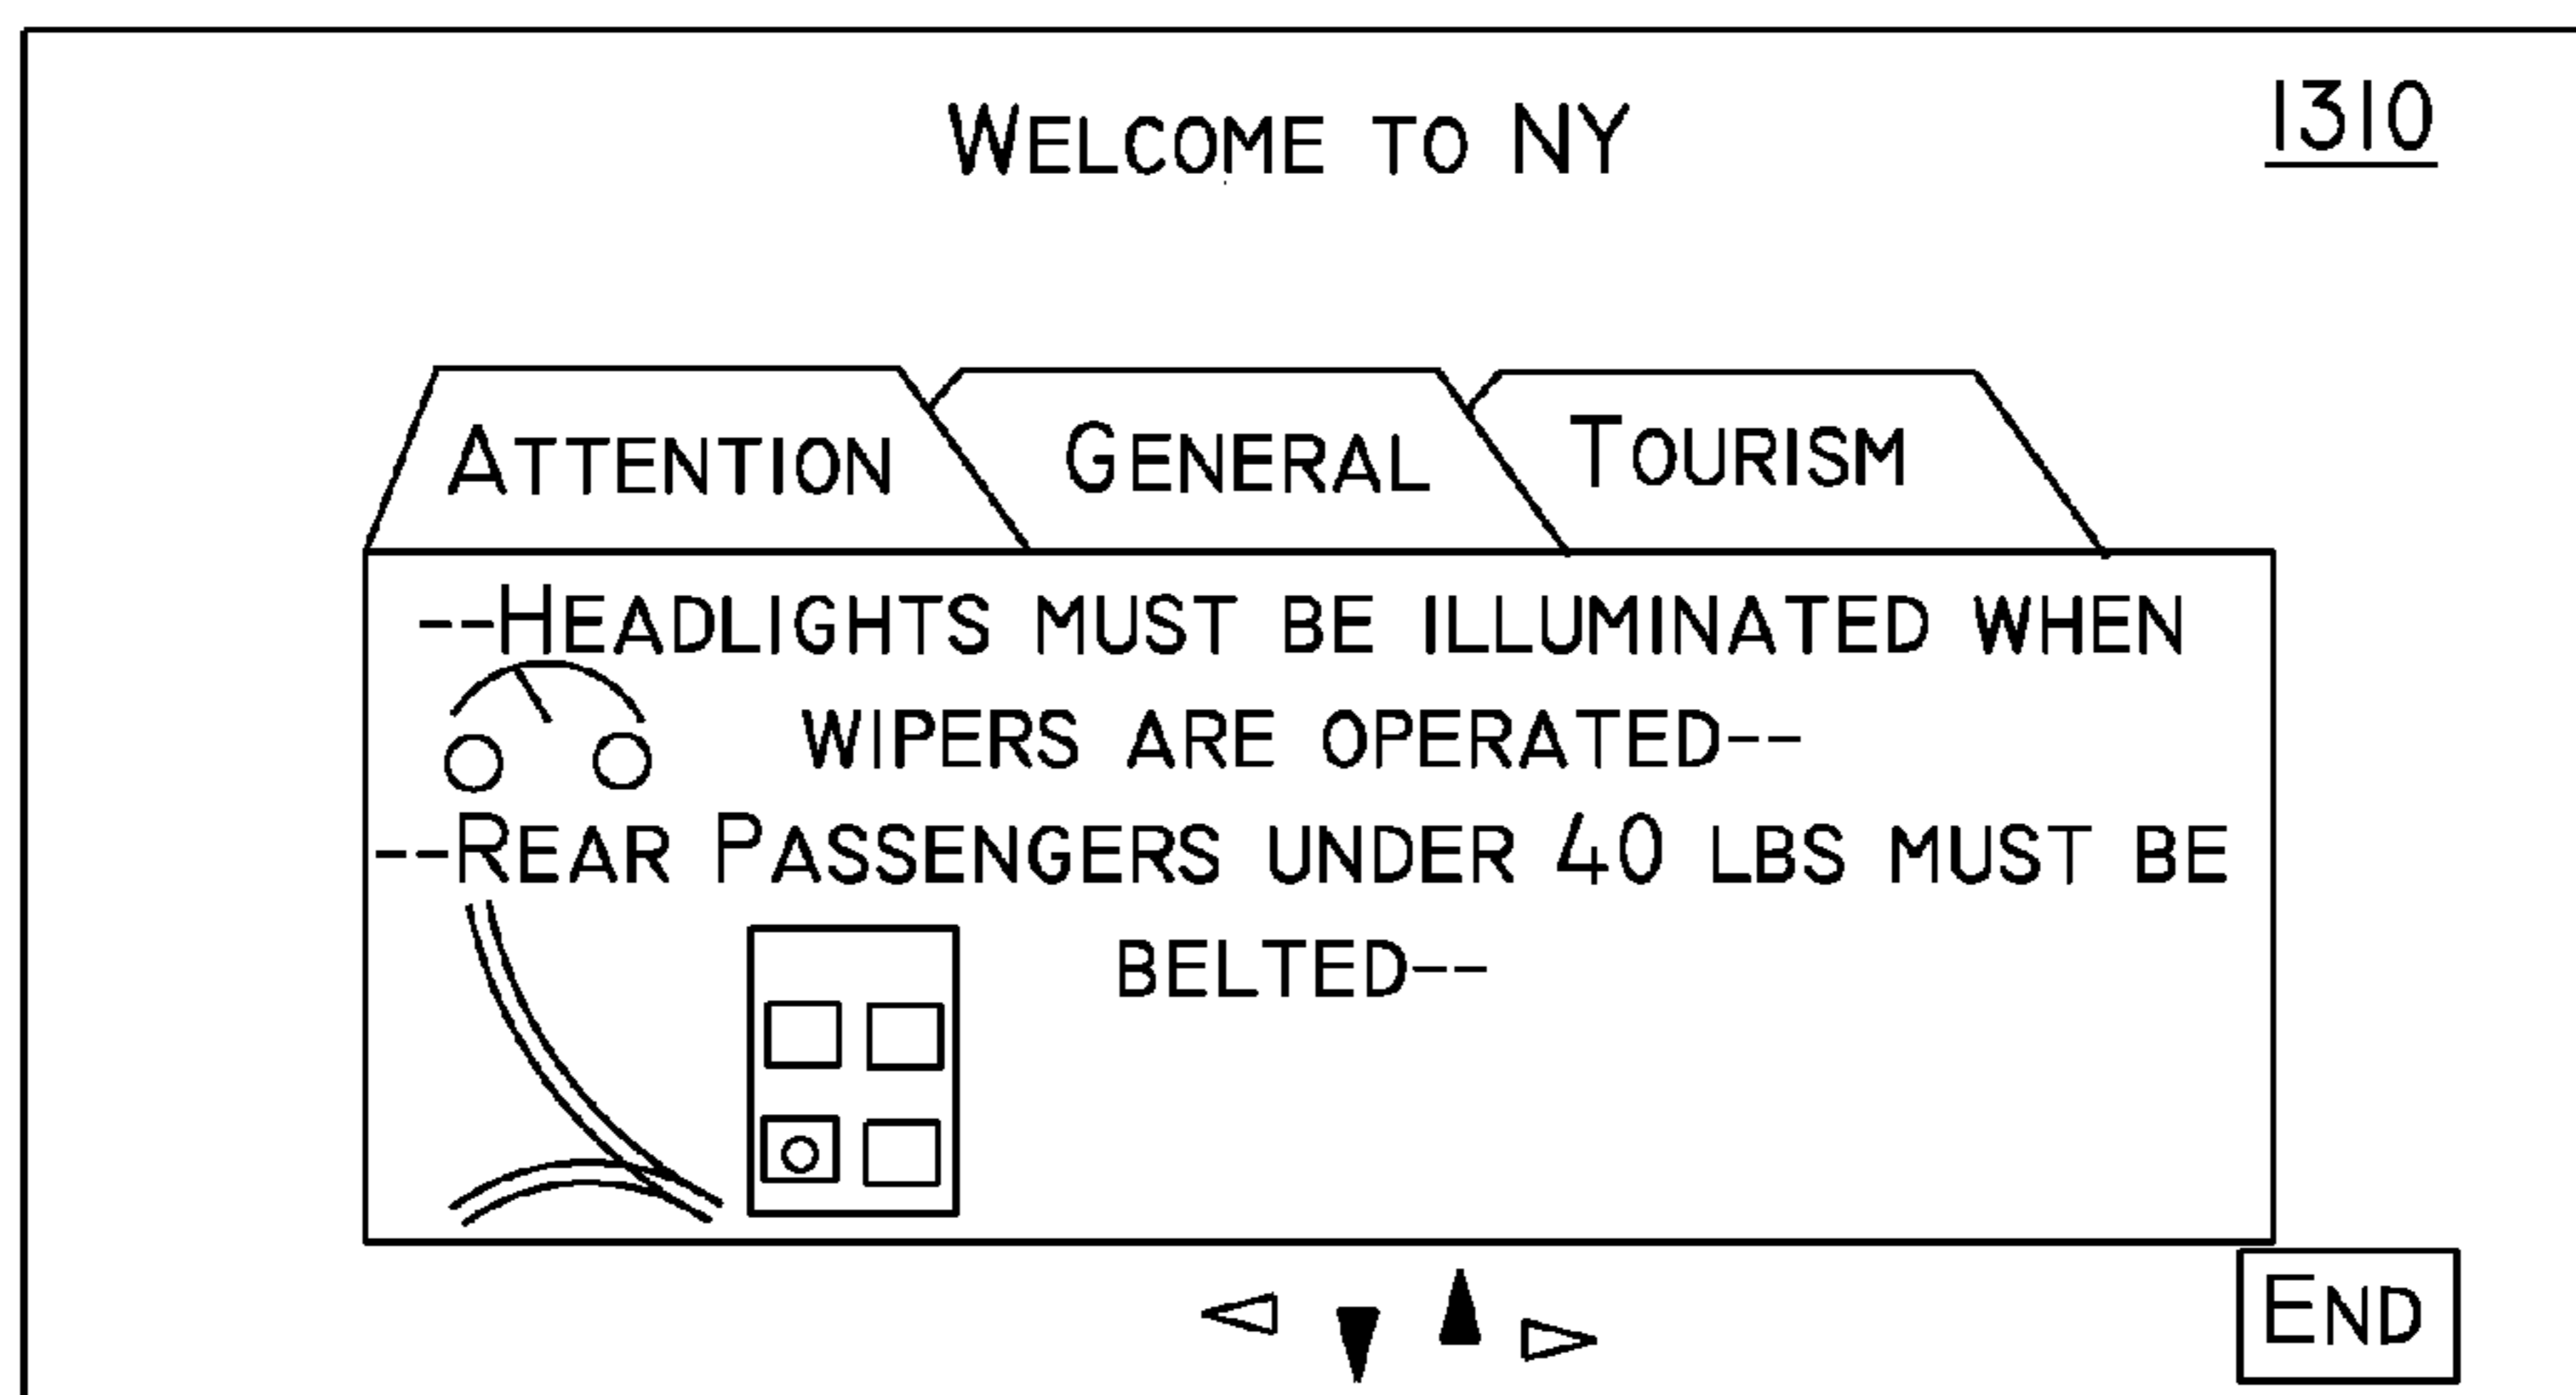 WELCOME TO NY
1310
ATTENTION
GENERAL
TOURISM
--HEADLIGHTS MUST BE ILLUMINATED WHEN
WIPERS ARE OPERATED--
--REAR PASSENGERS UNDER 40 LBS MUST BE
BELTED--
END